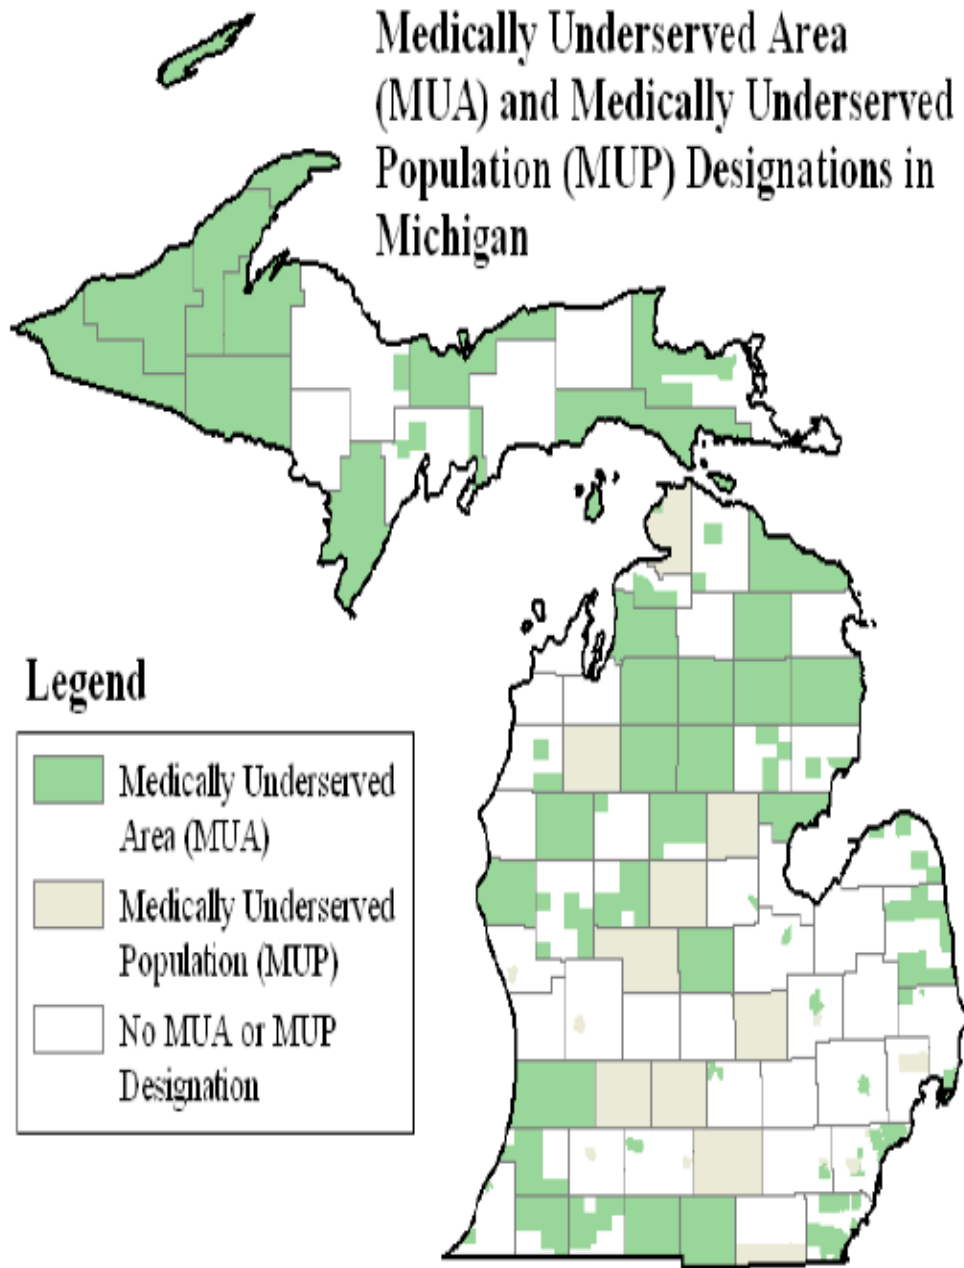 Medically Underserved Area
(MUA) and Medically Underserved
Population (MUP) Designations in
Michigan
Legend
Medically Underserved
Area (MUA)
Medically Underserved
Population (MUP)
No MUA or MUP
Designation